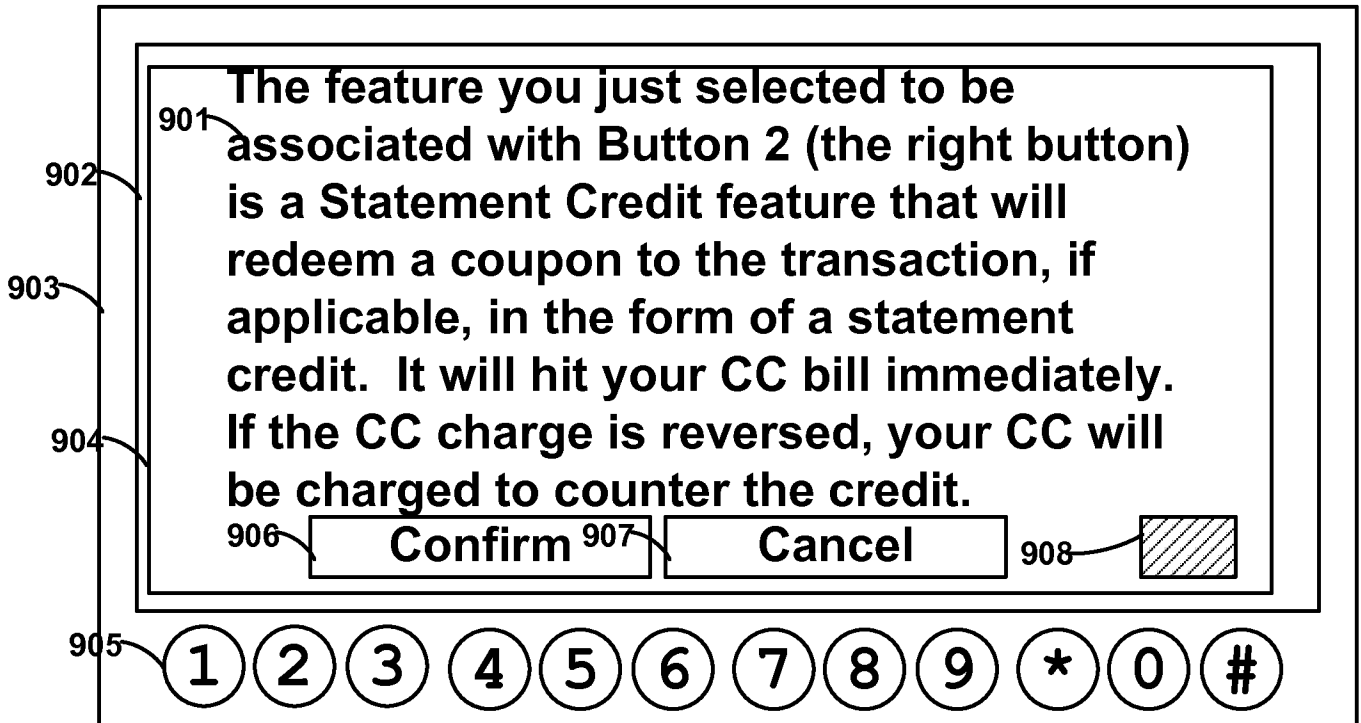 The feature you just selected to be
901
associated with Button 2 (the right button)
902
is a Statement Credit feature that will
redeem a coupon to the transaction, if
903
applicable, in the form of a statement
credit. It will hit your CC bill immediately.
If the CC charge is reversed, your CC will
904
be charged to counter the credit.
906 Confirm 907 Cancel 908
905
1 2 3 4 5 6 7 8 9 * 0 #